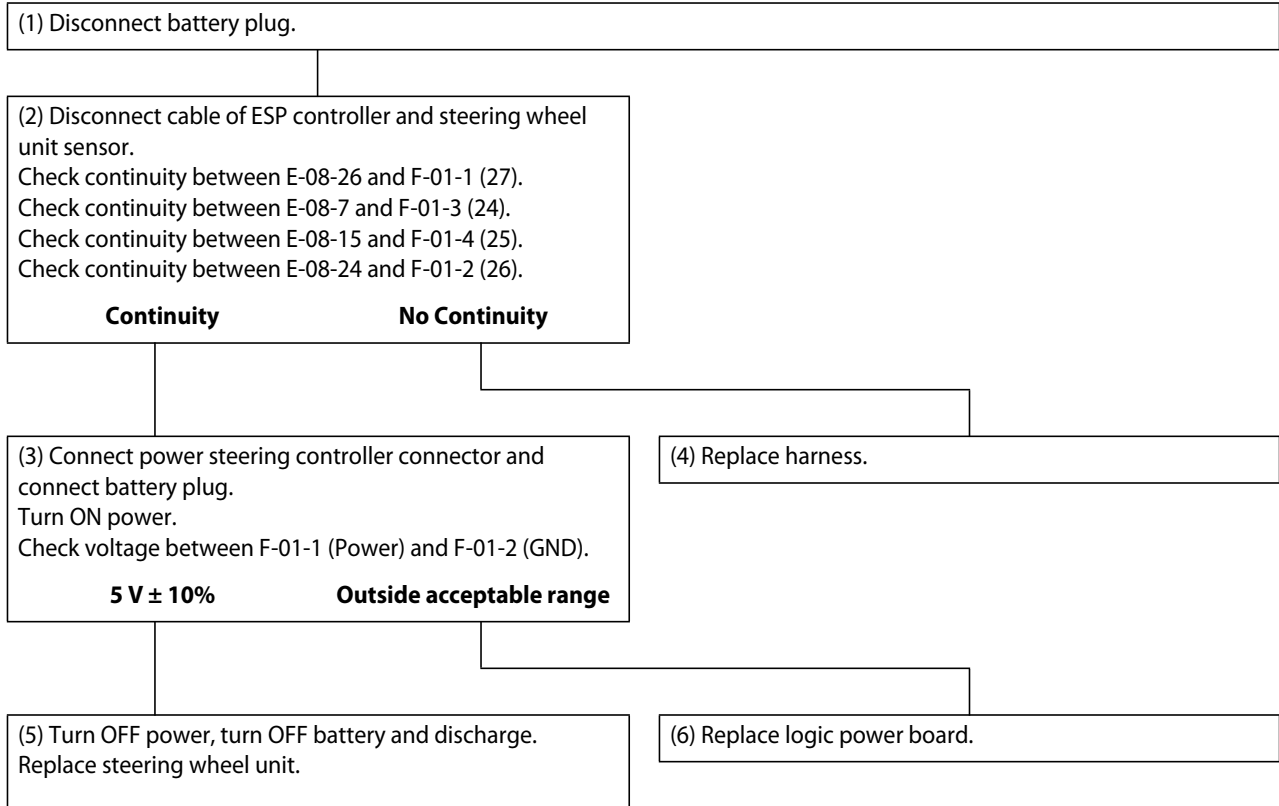 (1) Disconnect battery plug.
(2) Disconnect cable of ESP controller and steering wheel
unit sensor.
Check continuity between E-08-26 and F-01-1 (27).
Check continuity between E-08-7 and F-01-3 (24).
Check continuity between E-08-15 and F-01-4 (25).
Check continuity between E-08-24 and F-01-2 (26).
Continuity No Continuity
(3) Connect power steering controller connector and
connect battery plug.
Turn ON power.
Check voltage between F-01-1 (Power) and F-01-2 (GND).
5 V ± 10% Outside acceptable range
(4) Replace harness.
(5) Turn OFF power, turn OFF battery and discharge.
Replace steering wheel unit.
(6) Replace logic power board.